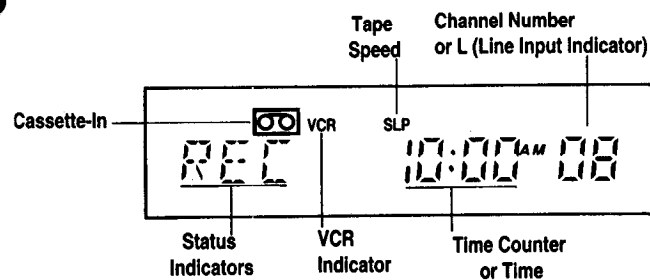 Tape Speed
Channel Number
or L (Line Input Indicator)
Cassette-In
VCR
SLP
REC
10:00 AM 08
Status Indicators
VCR Indicator
Time Counter or Time